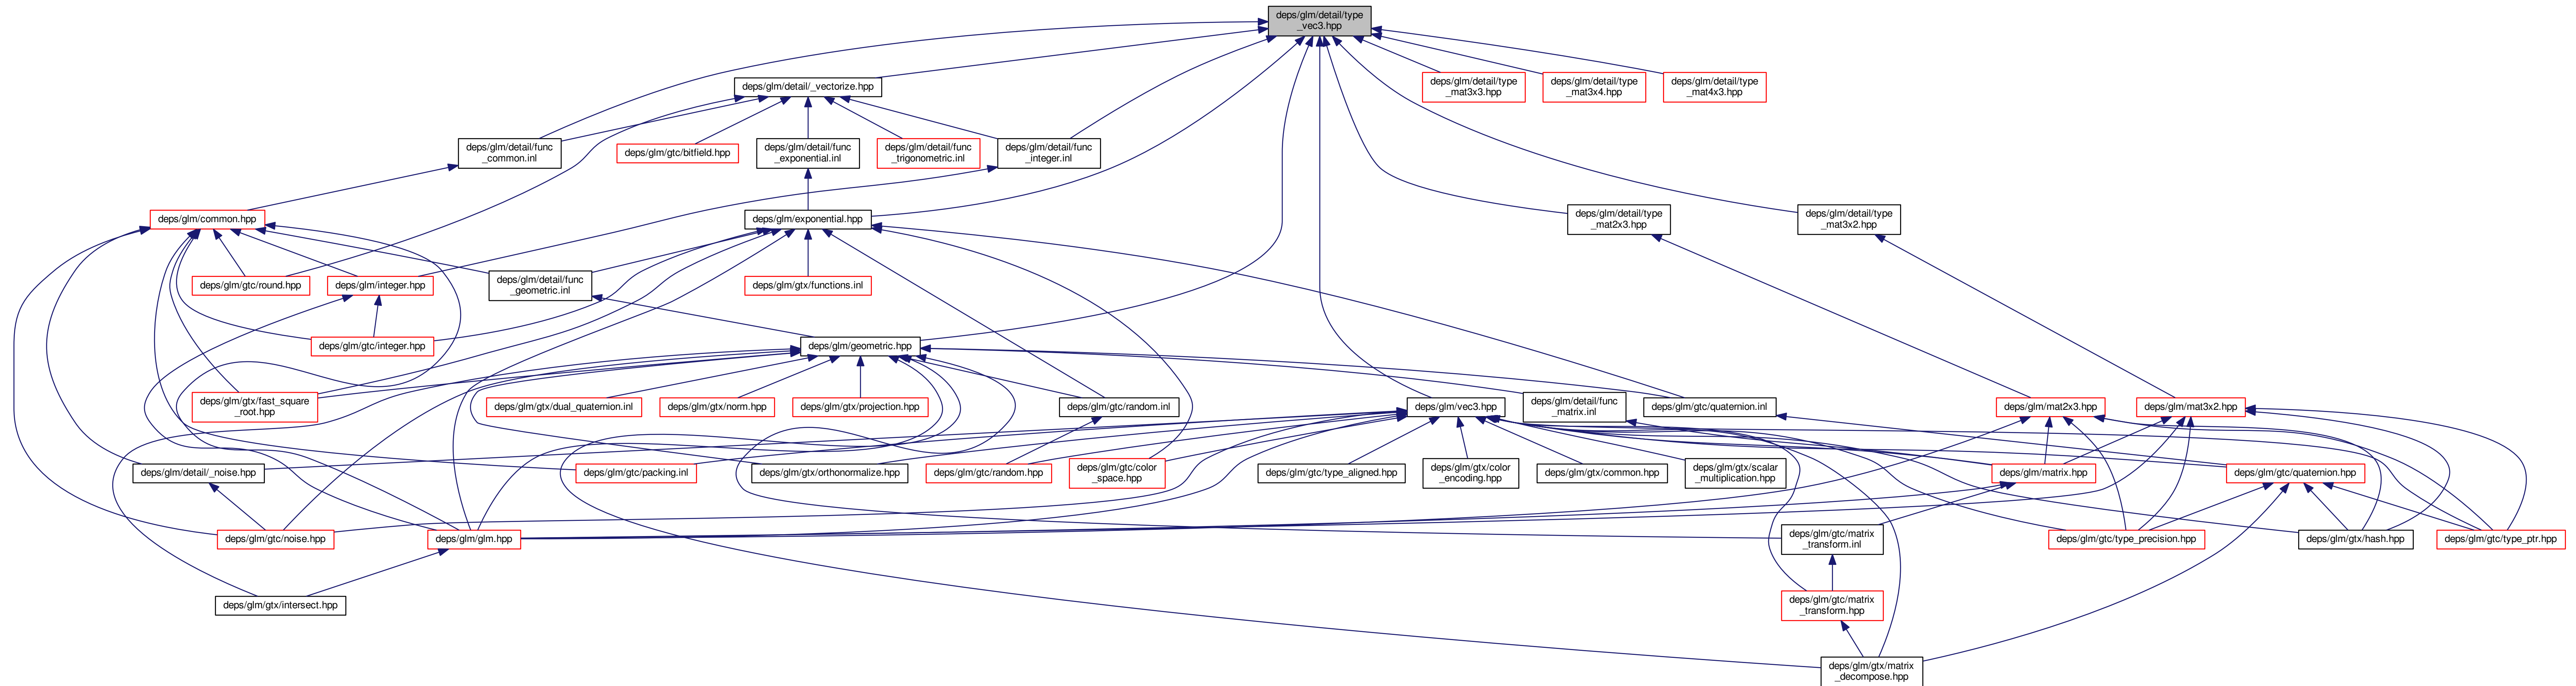 deps/glm/detail/type
_vec3.hpp
deps/glm/detail/_vectorize.hpp
deps/glm/detail/type
_mat3x3.hpp
deps/glm/detail/type
_mat3x4.hpp
deps/glm/detail/type
_mat4x3.hpp
deps/glm/detail/func
_common.inl
deps/glm/gtc/bitfield.hpp
deps/glm/detail/func
_exponential.inl
deps/glm/detail/func
_trigonometric.inl
deps/glm/detail/func
_integer.inl
deps/glm/common.hpp
deps/glm/exponential.hpp
deps/glm/detail/type
_mat2x3.hpp
deps/glm/detail/type
_mat3x2.hpp
deps/glm/gtc/round.hpp
deps/glm/integer.hpp
deps/glm/detail/func
_geometric.inl
deps/glm/gtx/functions.inl
deps/glm/gtc/integer.hpp
deps/glm/geometric.hpp
deps/glm/gtx/fast_square
_root.hpp
deps/glm/gtx/dual_quaternion.inl
deps/glm/gtx/norm.hpp
deps/glm/gtx/projection.hpp
deps/glm/gtc/random.inl
deps/glm/vec3.hpp
deps/glm/detail/func
_matrix.inl
deps/glm/gtc/quaternion.inl
deps/glm/mat2x3.hpp
deps/glm/mat3x2.hpp
deps/glm/detail/_noise.hpp
deps/glm/gtc/packing.inl
deps/glm/gtx/orthonormalize.hpp
deps/glm/gtc/random.hpp
deps/glm/gtc/color
_space.hpp
deps/glm/gtc/type_aligned.hpp
deps/glm/gtx/color
_encoding.hpp
deps/glm/gtx/common.hpp
deps/glm/gtx/scalar
_multiplication.hpp
deps/glm/matrix.hpp
deps/glm/gtc/quaternion.hpp
deps/glm/gtc/noise.hpp
deps/glm/glm.hpp
deps/glm/gtc/matrix
_transform.inl
deps/glm/gtc/type_precision.hpp
deps/glm/gtx/hash.hpp
deps/glm/gtc/type_ptr.hpp
deps/glm/gtx/intersect.hpp
deps/glm/gtc/matrix
_transform.hpp
deps/glm/gtx/matrix
_decompose.hpp